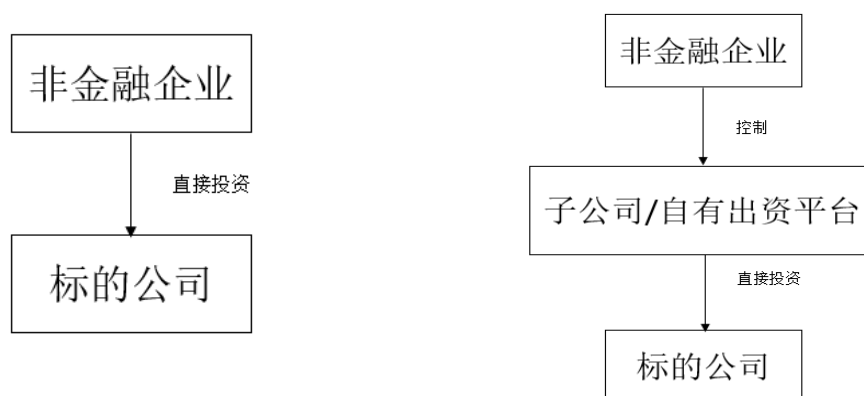 非金融企业
直接投资
标的公司
非金融企业
控制
子公司/自有出资平台
直接投资
标的公司